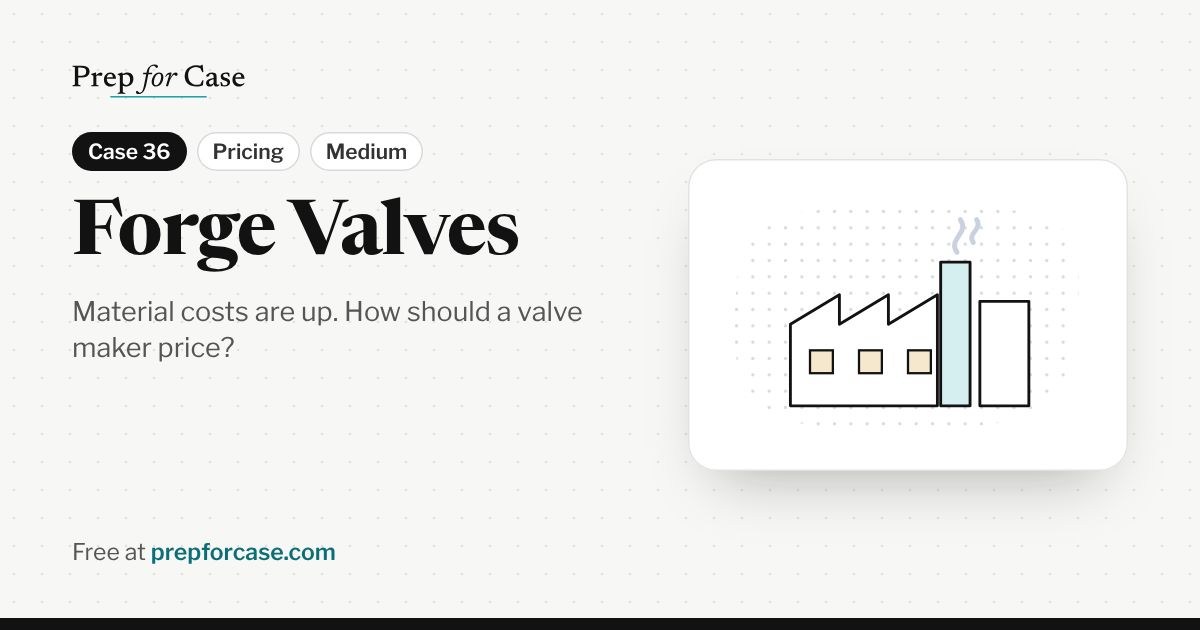 Prep for Case
Case 36
Pricing
Medium
Forge Valves
Material costs are up. How should a valve
maker price?
Free at prepforcase.com